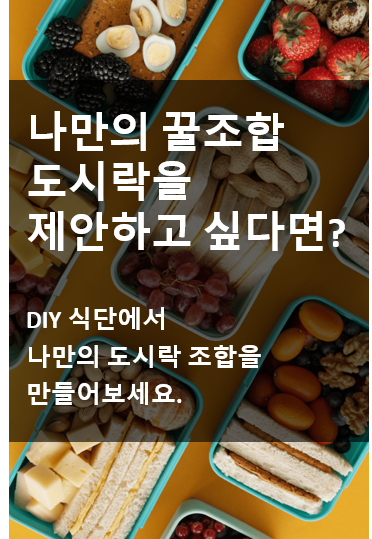 나만의 꿀조합
도시락을
제안하고 싶다면?
DIY 식단에서
나만의 도시락 조합을
만들어보세요.